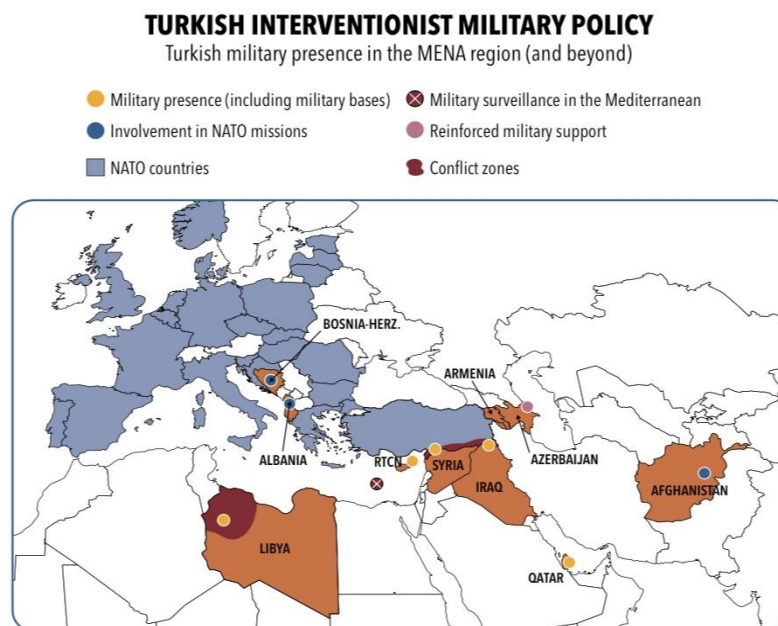 TURKISH INTERVENTIONIST MILITARY POLICY
Turkish military presence in the MENA region (and beyond)
Military presence (including military bases)
Military surveillance in the Mediterranean
Involvement in NATO missions
Reinforced military support
NATO countries
Conflict zones
BOSNIA-HERZ.
ARMENIA
ALBANIA
RTCN
SYRIA
AZERBAIJAN
IRAQ
AFGHANISTAN
LIBYA
QATAR